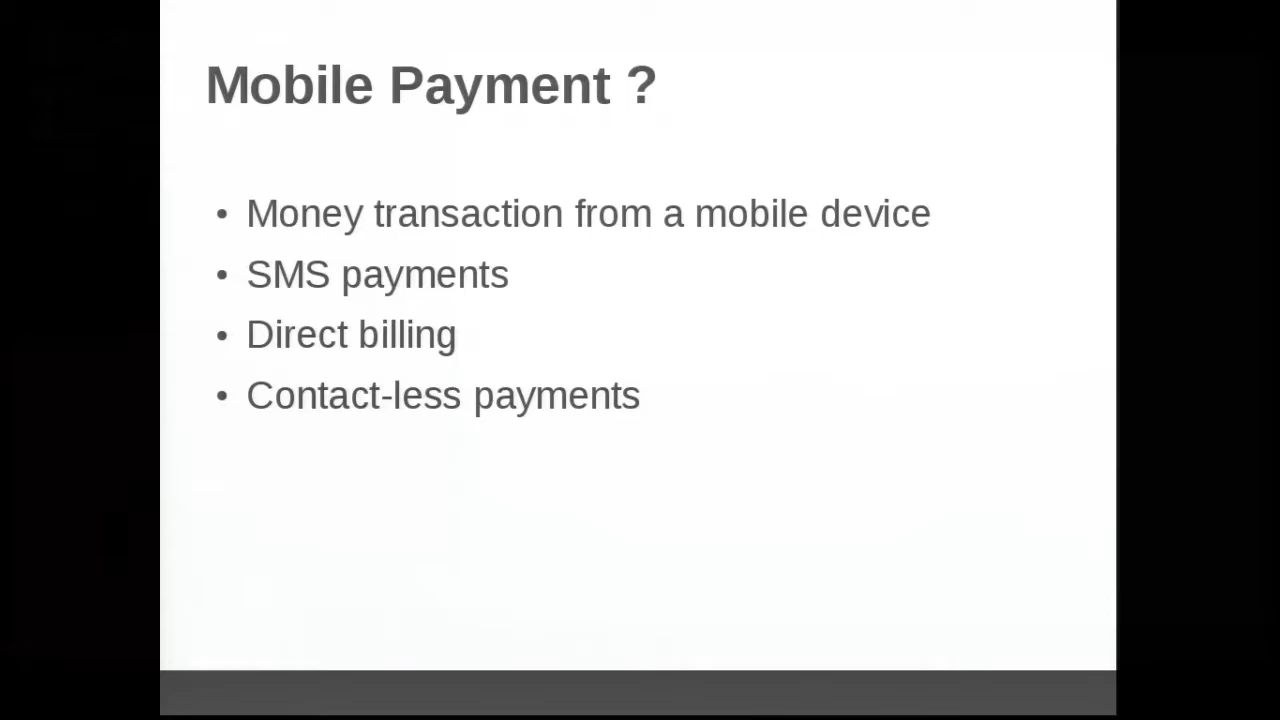 Mobile Payment ?
• Money transaction from a mobile device
• SMS payments
• Direct billing
• Contact-less payments